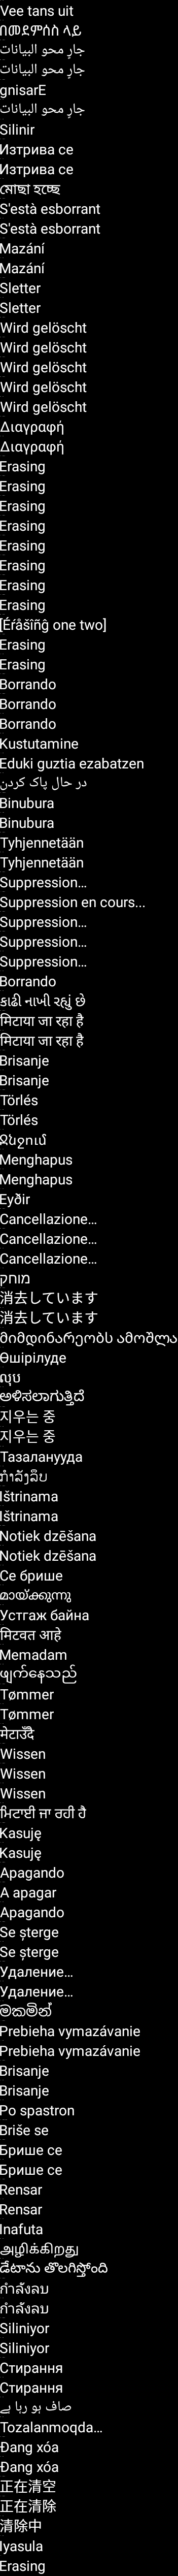 Vee tans uit
በመደምሰስ ላይ
جارٍ محو البيانات
جارٍ محو البيانات
gnisarE
جارٍ محو البيانات
Silinir
Изтрива се
Изтрива се
মোছা হচ্ছে
S'està esborrant
S'està esborrant
Mazání
Mazání
Sletter
Sletter
Wird gelöscht
Wird gelöscht
Wird gelöscht
Wird gelöscht
Wird gelöscht
Διαγραφή
Διαγραφή
Erasing
Erasing
Erasing
Erasing
Erasing
Erasing
Erasing
Erasing
[Éŕåšîñĝ one two]
Erasing
Erasing
Borrando
Borrando
Borrando
Kustutamine
Eduki guztia ezabatzen
در حال پاک کردن
Binubura
Binubura
Tyhjennetään
Tyhjennetään
Suppression…
Suppression en cours...
Suppression…
Suppression…
Suppression…
Borrando
કાઢી નાખી રહ્યું છે
मिटाया जा रहा है
मिटाया जा रहा है
Brisanje
Brisanje
Törlés
Törlés
Ջնջում
Menghapus
Menghapus
Eyðir
Cancellazione…
Cancellazione…
Cancellazione…
מוחק
消去しています
消去しています
მიმდინარეობს ამოშლა
Өшірілуде
លុប
ಅಳಿಸಲಾಗುತ್ತಿದೆ
지우는 중
지우는 중
Тазаланууда
ກຳລັງລຶບ
Ištrinama
Ištrinama
Notiek dzēšana
Notiek dzēšana
Се брише
മായ്ക്കുന്നു
Устгаж байна
मिटवत आहे
Memadam
ဖျက်နေသည်
Tømmer
Tømmer
मेटाउँदै
Wissen
Wissen
Wissen
ਮਿਟਾਈ ਜਾ ਰਹੀ ਹੈ
Kasuję
Kasuję
Apagando
A apagar
Apagando
Se șterge
Se șterge
Удаление…
Удаление…
මකමින්
Prebieha vymazávanie
Prebieha vymazávanie
Brisanje
Brisanje
Po spastron
Briše se
Брише се
Брише се
Rensar
Rensar
Inafuta
அழிக்கிறது
డేటాను తొలగిస్తోంది
กำลังลบ
กำลังลบ
Siliniyor
Siliniyor
Стирання
Стирання
صاف ہو رہا ہے
Tozalanmoqda…
Đang xóa
Đang xóa
正在清空
正在清除
清除中
Iyasula
Erasing